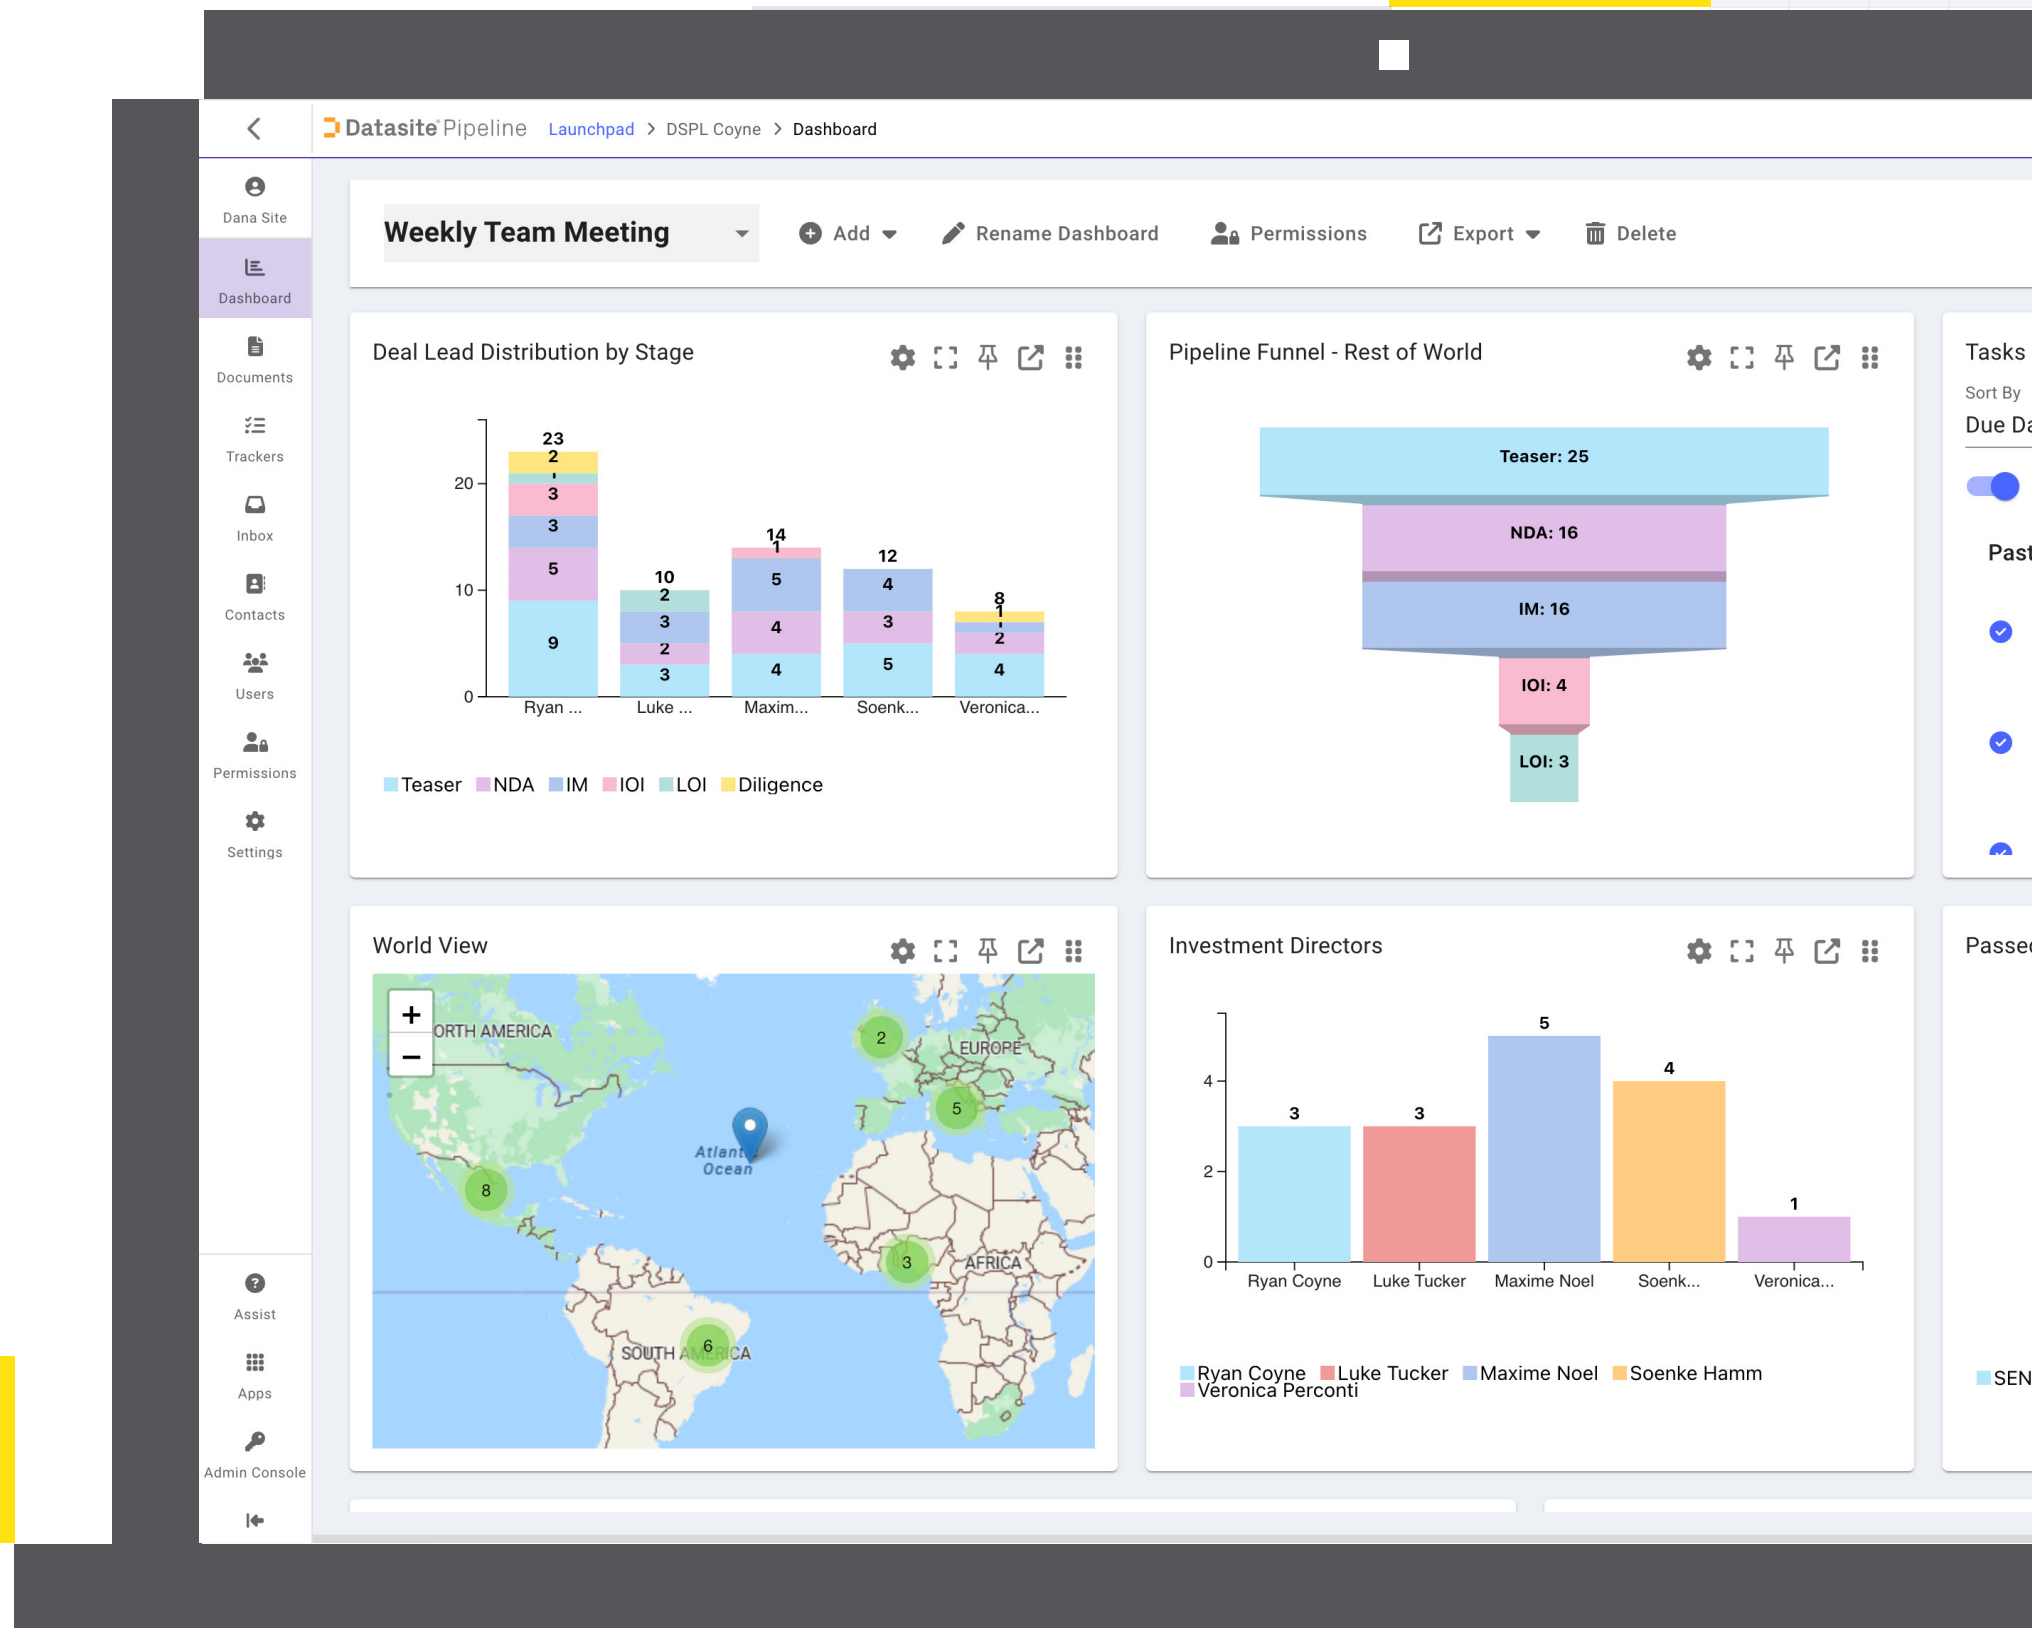 Datasite Pipeline Launchpad > DSPL Coyne > Dashboard
Dana Site
Dashboard
Documents
Trackers
Inbox
Contacts
Users
Permissions
Settings
Assist
Apps
Admin Console
Weekly Team Meeting Add Rename Dashboard Permissions Export Delete
Deal Lead Distribution by Stage
23
2
20
3
3
5
9
10
2
3
2
3
14
1
5
4
4
12
4
3
5
8
1
2
4
10
0
Ryan ... Luke ... Maxim... Soenk... Veronica...
Teaser NDA IM IOI LOI Diligence
Pipeline Funnel - Rest of World
Teaser: 25
NDA: 16
IM: 16
IOI: 4
LOI: 3
Tasks
Sort By
Due Da
Past
World View
+
−
ORTH AMERICA
EUROPE
Atlant
Ocean
AFRICA
SOUTH AMERICA
2
5
8
3
6
Investment Directors
5
4
4
3 3
2
1
0
Ryan Coyne Luke Tucker Maxime Noel Soenk... Veronica...
Ryan Coyne Luke Tucker Maxime Noel Soenke Hamm
Veronica Perconti
Passe
SEN